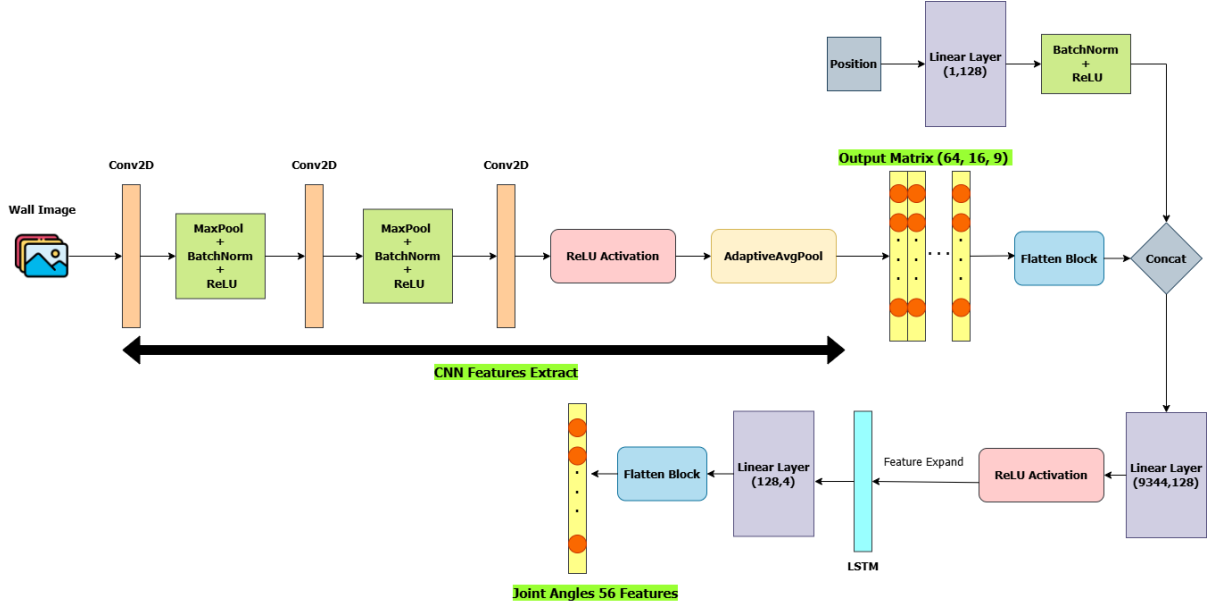 Position
Linear Layer
(1,128)
BatchNorm
+
ReLU
Wall Image
Conv2D
MaxPool
+
BatchNorm
+
ReLU
Conv2D
MaxPool
+
BatchNorm
+
ReLU
Conv2D
ReLU Activation
AdaptiveAvgPool
Output Matrix (64, 16, 9)
Flatten Block
Concat
CNN Features Extract
Linear Layer
(9344,128)
ReLU Activation
Feature Expand
LSTM
Linear Layer
(128,4)
Flatten Block
Joint Angles 56 Features